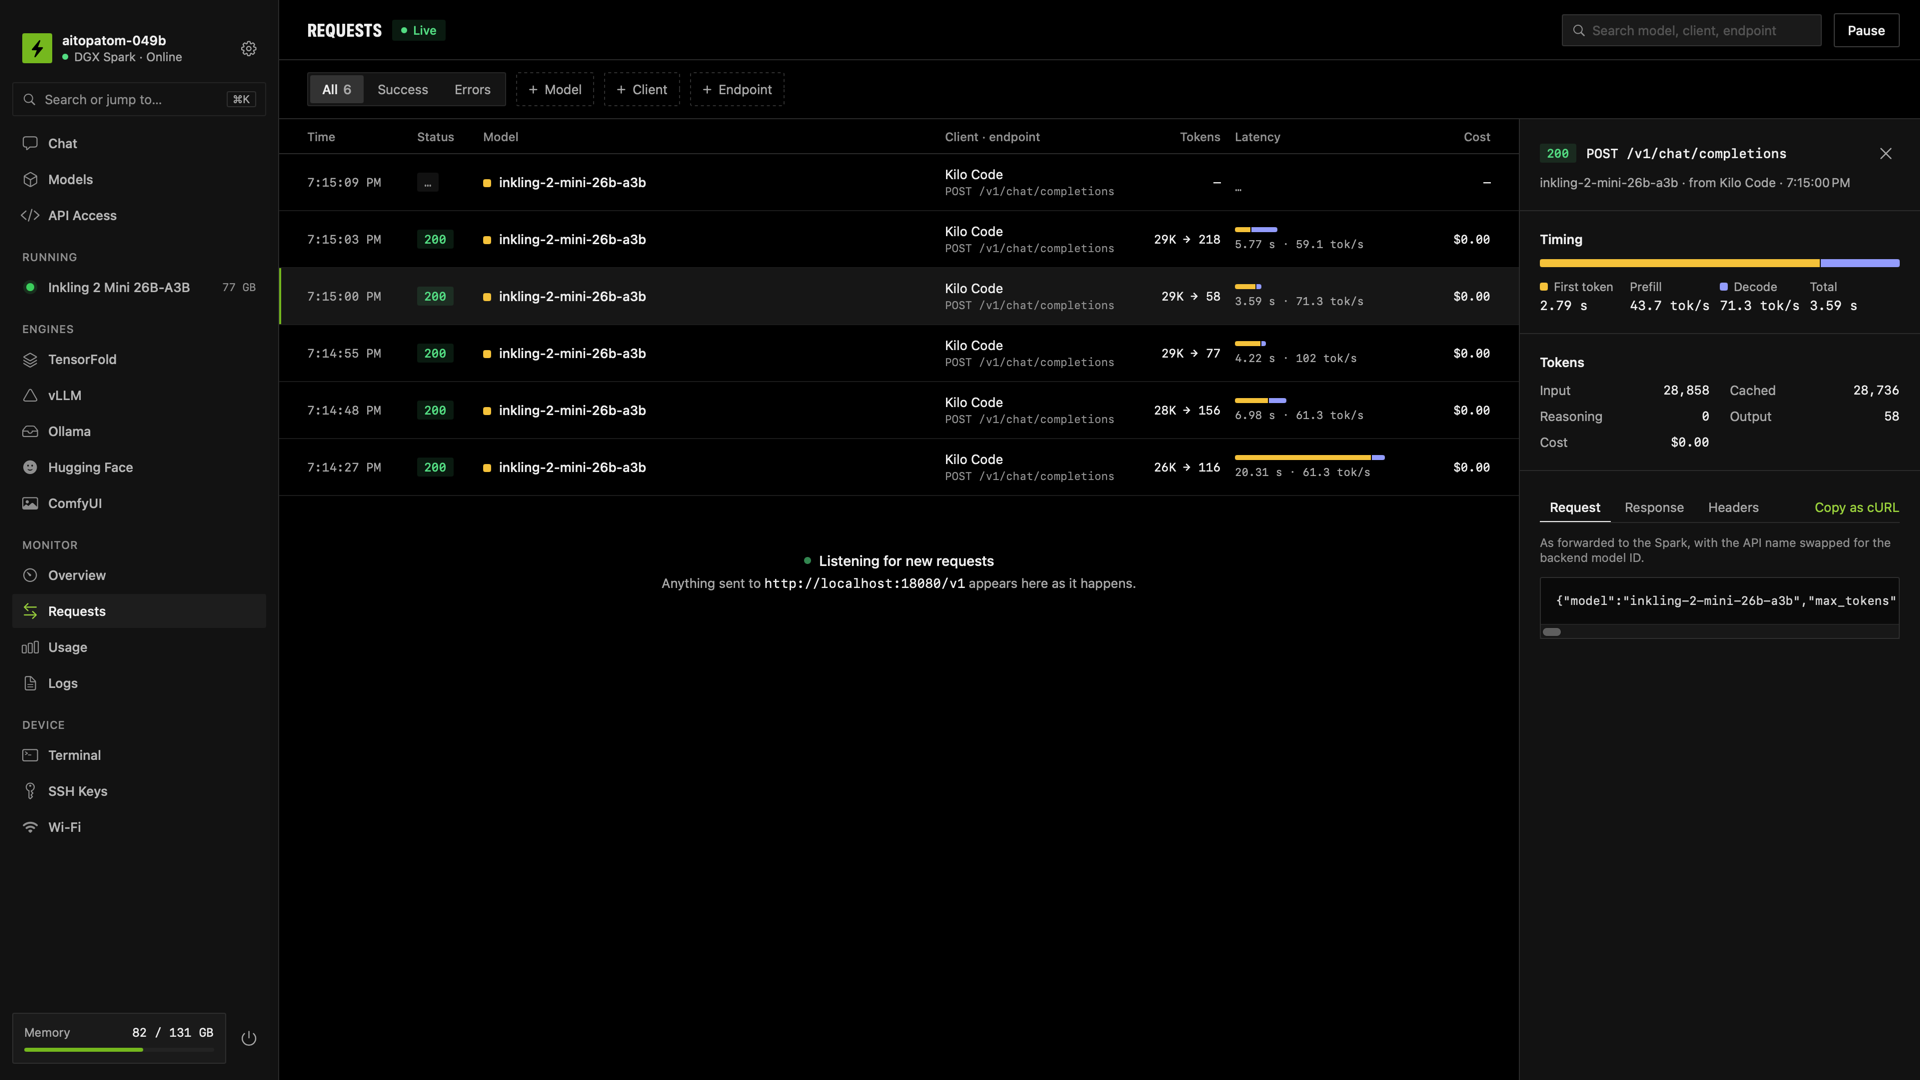 aitopatom-049b
DGX Spark · Online
Search or jump to... ⌘K
Chat
Models
API Access
RUNNING
Inkling 2 Mini 26B-A3B 77 GB
ENGINES
TensorFold
vLLM
Ollama
Hugging Face
ComfyUI
MONITOR
Overview
Requests
Usage
Logs
DEVICE
Terminal
SSH Keys
Wi-Fi
Memory 82 / 131 GB
REQUESTS Live
Search model, client, endpoint
Pause
All 6 Success Errors + Model + Client + Endpoint
Time Status Model Client · endpoint Tokens Latency Cost
7:15:09 PM … inkling-2-mini-26b-a3b Kilo Code — … —
POST /v1/chat/completions
7:15:03 PM 200 inkling-2-mini-26b-a3b Kilo Code 29K → 218 $0.00
POST /v1/chat/completions 5.77 s · 59.1 tok/s
7:15:00 PM 200 inkling-2-mini-26b-a3b Kilo Code 29K → 58 $0.00
POST /v1/chat/completions 3.59 s · 71.3 tok/s
7:14:55 PM 200 inkling-2-mini-26b-a3b Kilo Code 29K → 77 $0.00
POST /v1/chat/completions 4.22 s · 102 tok/s
7:14:48 PM 200 inkling-2-mini-26b-a3b Kilo Code 28K → 156 $0.00
POST /v1/chat/completions 6.98 s · 61.3 tok/s
7:14:27 PM 200 inkling-2-mini-26b-a3b Kilo Code 26K → 116 $0.00
POST /v1/chat/completions 20.31 s · 61.3 tok/s
Listening for new requests
Anything sent to http://localhost:18080/v1 appears here as it happens.
200 POST /v1/chat/completions
inkling-2-mini-26b-a3b · from Kilo Code · 7:15:00 PM
Timing
First token Prefill Decode Total
2.79 s 43.7 tok/s 71.3 tok/s 3.59 s
Tokens
Input 28,858 Cached 28,736
Reasoning 0 Output 58
Cost $0.00
Request Response Headers Copy as cURL
As forwarded to the Spark, with the API name swapped for the
backend model ID.
{"model":"inkling-2-mini-26b-a3b","max_tokens"